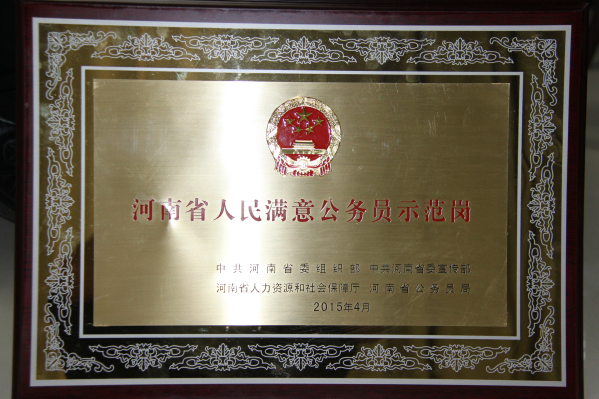 河南省人民满意公务员示范岗
中共河南省委组织部 中共河南省委宣传部
河南省人力资源和社会保障厅 河南省公务员局
2015年4月